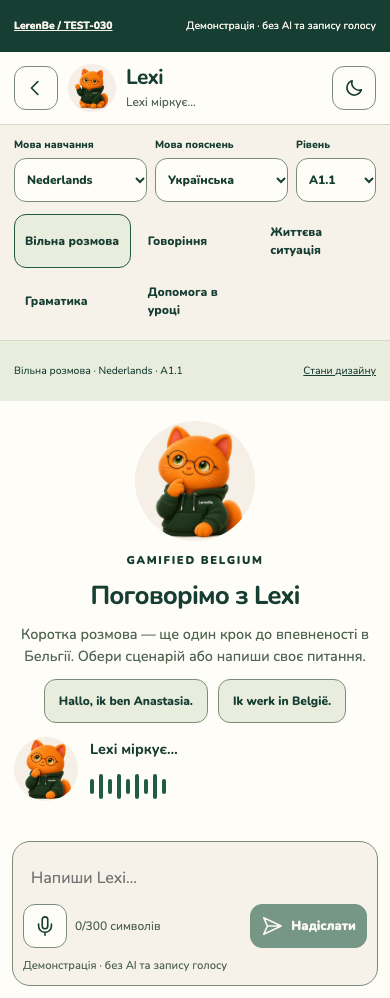 LerenBe / TEST-030
Демонстрація · без AI та запису голосу
Lexi
Lexi міркує...
Мова навчання
Мова пояснень
Рівень
Nederlands
Українська
A1.1
Вільна розмова
Говоріння
Життєва
ситуація
Граматика
Допомога в
уроці
Вільна розмова · Nederlands · A1.1
Стани дизайну
GAMIFIED BELGIUM
Поговорімо з Lexi
Коротка розмова — ще один крок до впевненості в
Бельгії. Обери сценарій або напиши своє питання.
Hallo, ik ben Anastasia.
Ik werk in België.
Lexi міркує...
Напиши Lexi...
0/300 символів
Надіслати
Демонстрація · без AI та запису голосу